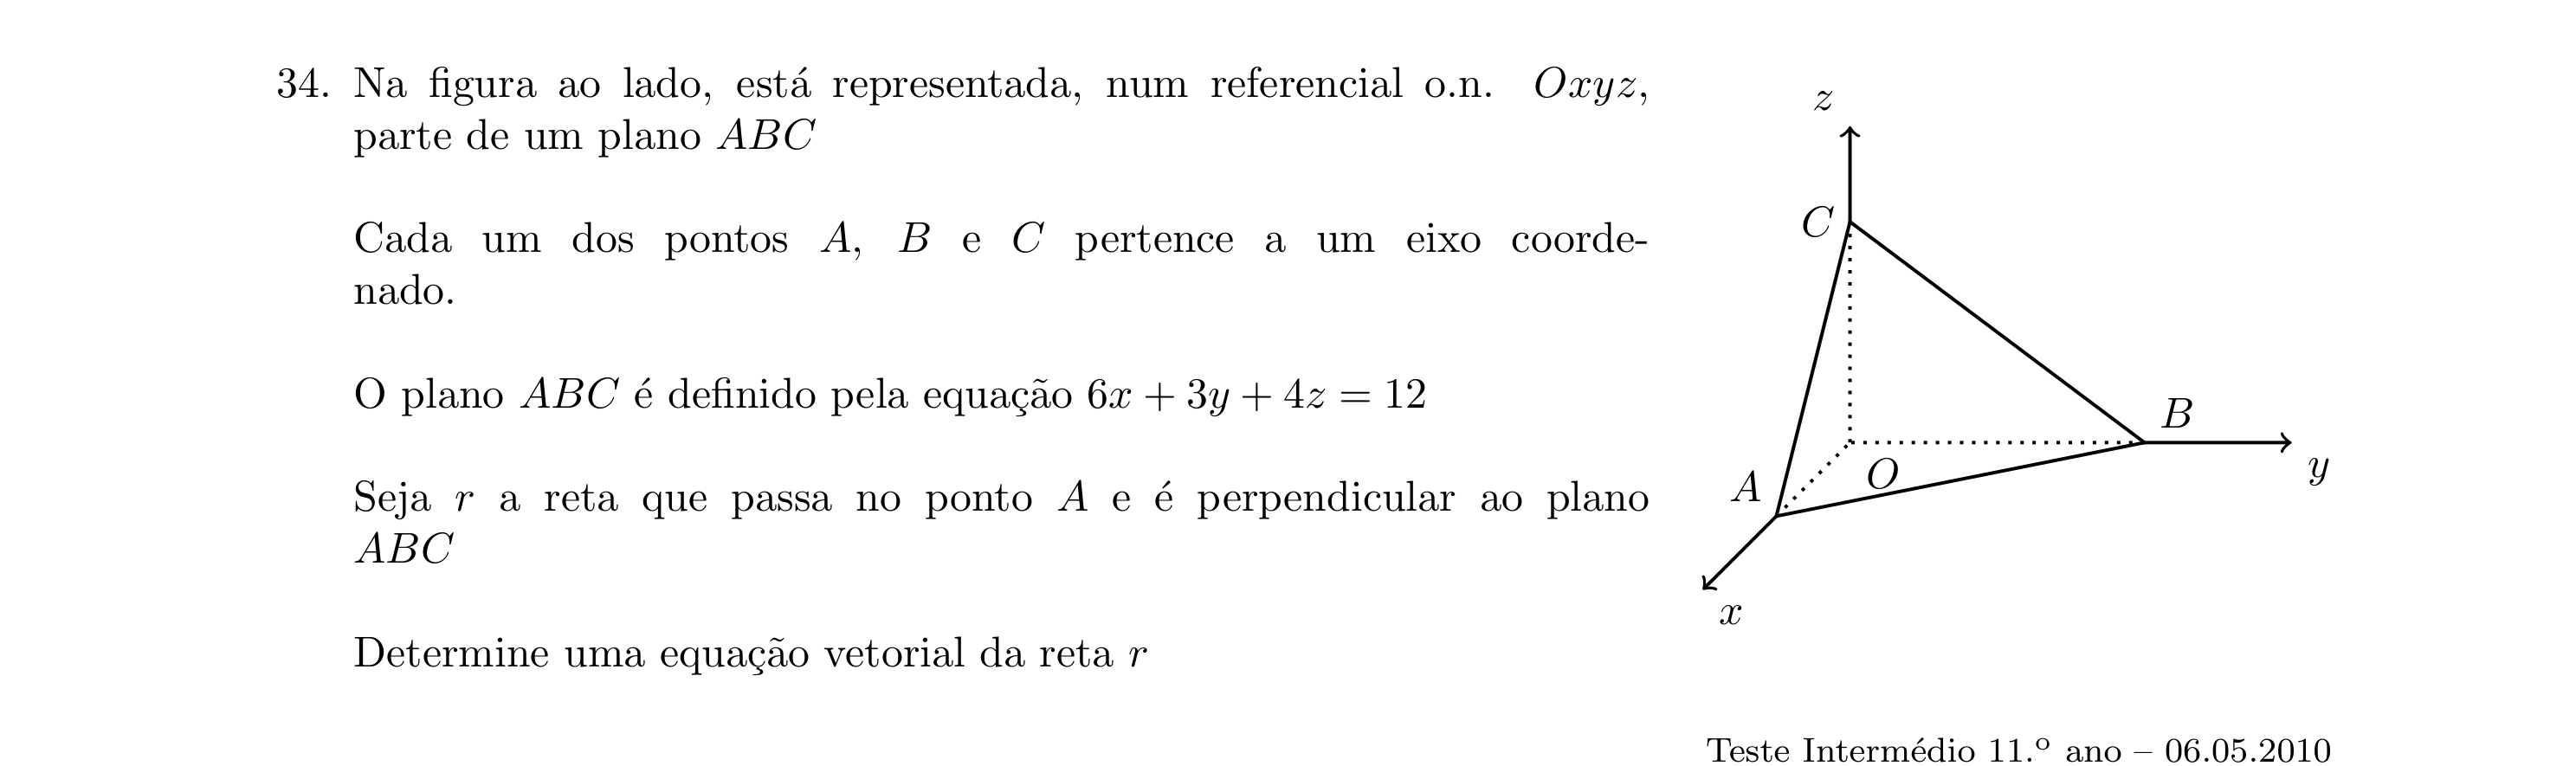 34. Na figura ao lado, está representada, num referencial o.n. Oxyz,
parte de um plano ABC
Cada um dos pontos A, B e C pertence a um eixo coorde-
nado.
O plano ABC é definido pela equação 6x + 3y + 4z = 12
Seja r a reta que passa no ponto A e é perpendicular ao plano
ABC
Determine uma equação vetorial da reta r
z
C
B
O
y
A
x
Teste Intermédio 11.º ano – 06.05.2010